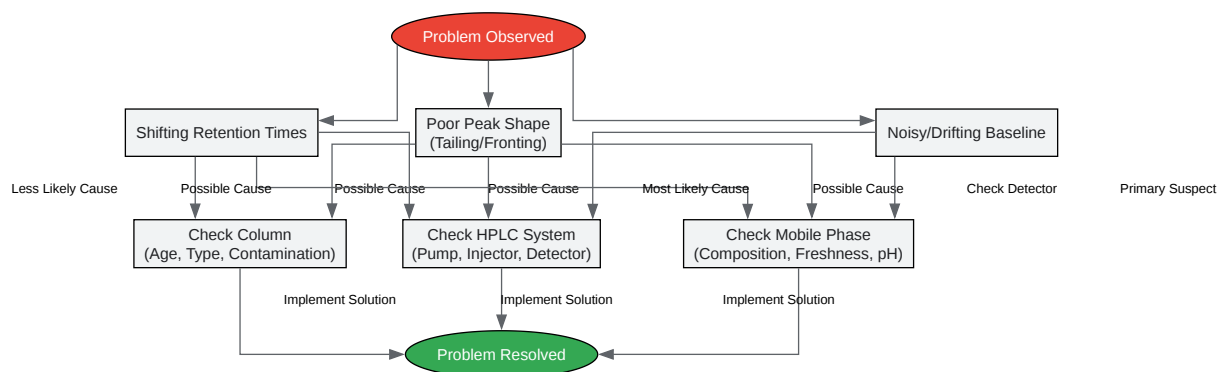 Problem Observed
Shifting Retention Times
Poor Peak Shape
(Tailing/Fronting)
Noisy/Drifting Baseline
Less Likely Cause
Possible Cause
Possible Cause
Possible Cause
Most Likely Cause
Possible Cause
Check Detector
Primary Suspect
Check Column
(Age, Type, Contamination)
Check HPLC System
(Pump, Injector, Detector)
Check Mobile Phase
(Composition, Freshness, pH)
Implement Solution
Implement Solution
Implement Solution
Problem Resolved